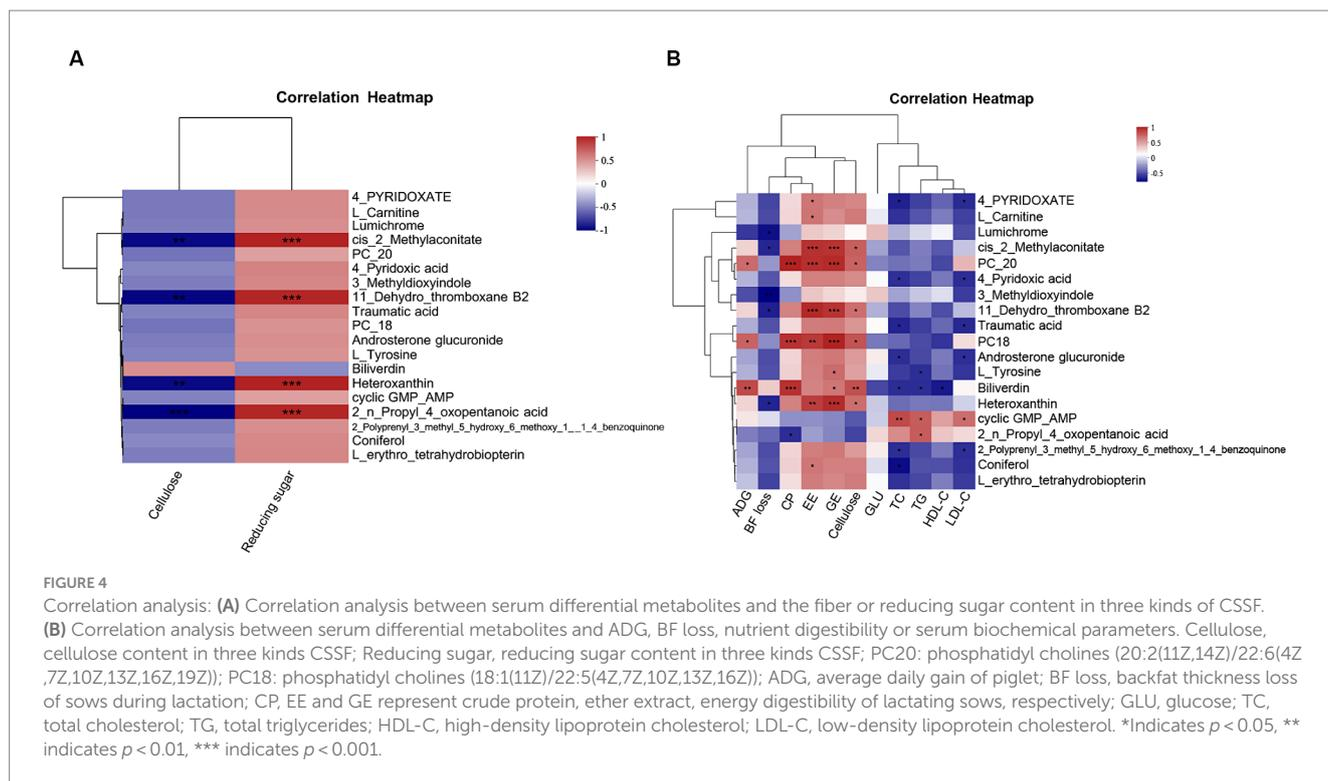 A
Correlation Heatmap
1
0.5
0
-0.5
-1
4_PYRIDOXATE
L_Carnitine
Lumichrome
** *** cis_2_Methylaconitate
PC_20
4_Pyridoxic acid
3_Methyldioxyindole
** *** 11_Dehydro_thromboxane B2
Traumatic acid
PC_18
Androsterone glucuronide
L_Tyrosine
Biliverdin
** *** Heteroxanthin
cyclic GMP_AMP
*** *** 2_n_Propyl_4_oxopentanoic acid
2_Polyprenyl_3_methyl_5_hydroxy_6_methoxy_1__1_4_benzoquinone
Coniferol
L_erythro_tetrahydrobiopterin
Cellulose
Reducing sugar
B
Correlation Heatmap
1
0.5
0
-0.5
* * * 4_PYRIDOXATE
* L_Carnitine
Lumichrome
* *** *** * cis_2_Methylaconitate
* *** *** *** * PC_20
* * 4_Pyridoxic acid
3_Methyldioxyindole
* *** *** * 11_Dehydro_thromboxane B2
* * Traumatic acid
* *** ** *** * PC18
* * Androsterone glucuronide
* * L_Tyrosine
** *** * ** * * * Biliverdin
* ** *** * Heteroxanthin
** * * cyclic GMP_AMP
* * 2_n_Propyl_4_oxopentanoic acid
* * 2_Polyprenyl_3_methyl_5_hydroxy_6_methoxy_1_4_benzoquinone
* * Coniferol
L_erythro_tetrahydrobiopterin
ADG
BF loss
CP
EE
GE
Cellulose
GLU
TC
TG
HDL-C
LDL-C
FIGURE 4
Correlation analysis: (A) Correlation analysis between serum differential metabolites and the fiber or reducing sugar content in three kinds of CSSF.
(B) Correlation analysis between serum differential metabolites and ADG, BF loss, nutrient digestibility or serum biochemical parameters. Cellulose,
cellulose content in three kinds CSSF; Reducing sugar, reducing sugar content in three kinds CSSF; PC20: phosphatidyl cholines (20:2(11Z,14Z)/22:6(4Z
,7Z,10Z,13Z,16Z,19Z)); PC18: phosphatidyl cholines (18:1(11Z)/22:5(4Z,7Z,10Z,13Z,16Z)); ADG, average daily gain of piglet; BF loss, backfat thickness loss
of sows during lactation; CP, EE and GE represent crude protein, ether extract, energy digestibility of lactating sows, respectively; GLU, glucose; TC,
total cholesterol; TG, total triglycerides; HDL-C, high-density lipoprotein cholesterol; LDL-C, low-density lipoprotein cholesterol. *Indicates p < 0.05, **
indicates p < 0.01, *** indicates p < 0.001.